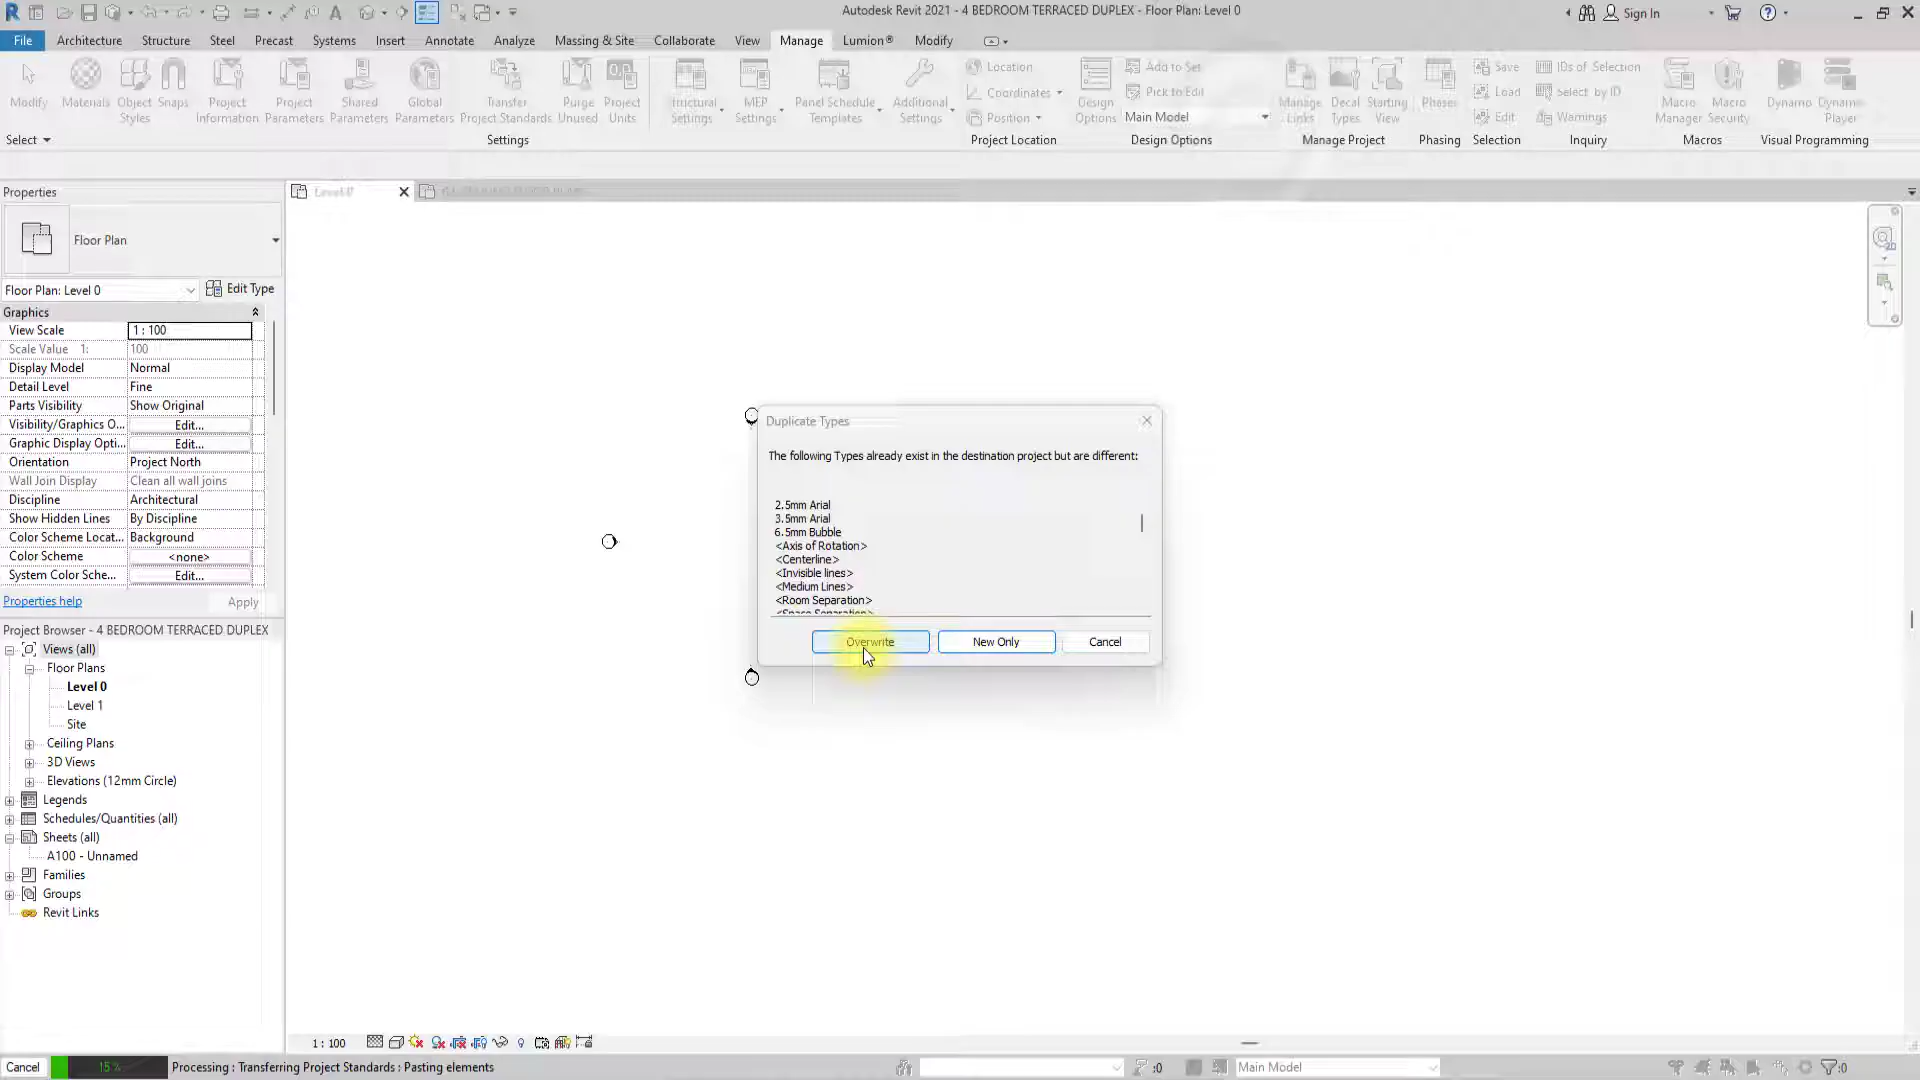 Autodesk Revit 2021 - 4 BEDROOM TERRACED DUPLEX - Floor Plan: Level 0
Sign In
File Architecture Structure Steel Precast Systems Insert Annotate Analyze Massing & Site Collaborate View Manage Lumion® Modify
Modify
Materials
Object Styles
Snaps
Project Information
Project Parameters
Shared Parameters
Global Parameters
Transfer Project Standards
Purge Unused
Project Units
Structural Settings
MEP Settings
Panel Schedule Templates
Additional Settings
Location
Coordinates
Position
Design Options
Add to Set
Pick to Edit
Main Model
Manage Links
Decal Types
Starting View
Phases
Save
Load
Edit
IDs of Selection
Select by ID
Warnings
Macro Manager
Macro Security
Dynamo
Dynamo Player
Select
Settings
Project Location
Design Options
Manage Project
Phasing
Selection
Inquiry
Macros
Visual Programming
Properties
Level 0
Floor Plan
Floor Plan: Level 0
Edit Type
Graphics
View Scale 1 : 100
Scale Value 1: 100
Display Model Normal
Detail Level Fine
Parts Visibility Show Original
Visibility/Graphics O... Edit...
Graphic Display Opti... Edit...
Orientation Project North
Wall Join Display Clean all wall joins
Discipline Architectural
Show Hidden Lines By Discipline
Color Scheme Locat... Background
Color Scheme <none>
System Color Sche... Edit...
Properties help Apply
Project Browser - 4 BEDROOM TERRACED DUPLEX
Views (all)
Floor Plans
Level 0
Level 1
Site
Ceiling Plans
3D Views
Elevations (12mm Circle)
Legends
Schedules/Quantities (all)
Sheets (all)
A100 - Unnamed
Families
Groups
Revit Links
Duplicate Types
The following Types already exist in the destination project but are different:
2.5mm Arial
3.5mm Arial
6.5mm Bubble
<Axis of Rotation>
<Centerline>
<Invisible lines>
<Medium Lines>
<Room Separation>
<Space Separation>
Overwrite New Only Cancel
1 : 100
Cancel 15 % Processing : Transferring Project Standards : Pasting elements
:0
Main Model
:0